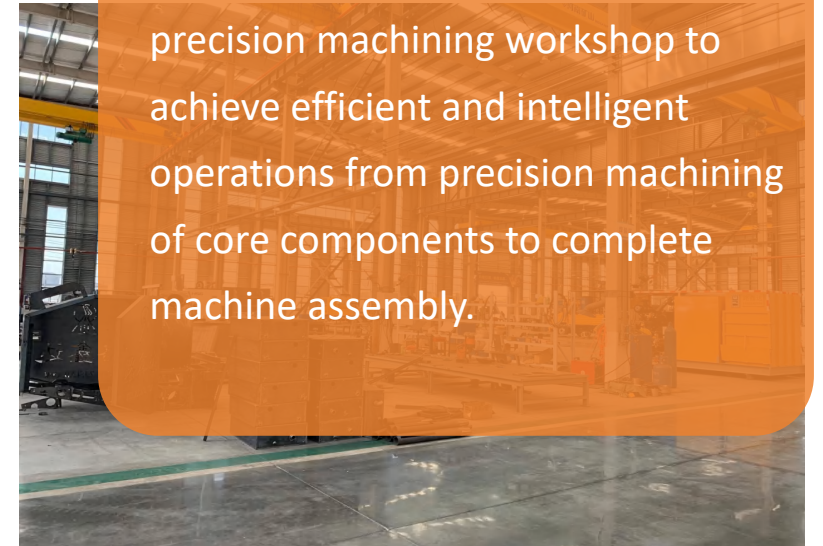 precision machining workshop to
achieve efficient and intelligent
operations from precision machining
of core components to complete
machine assembly.